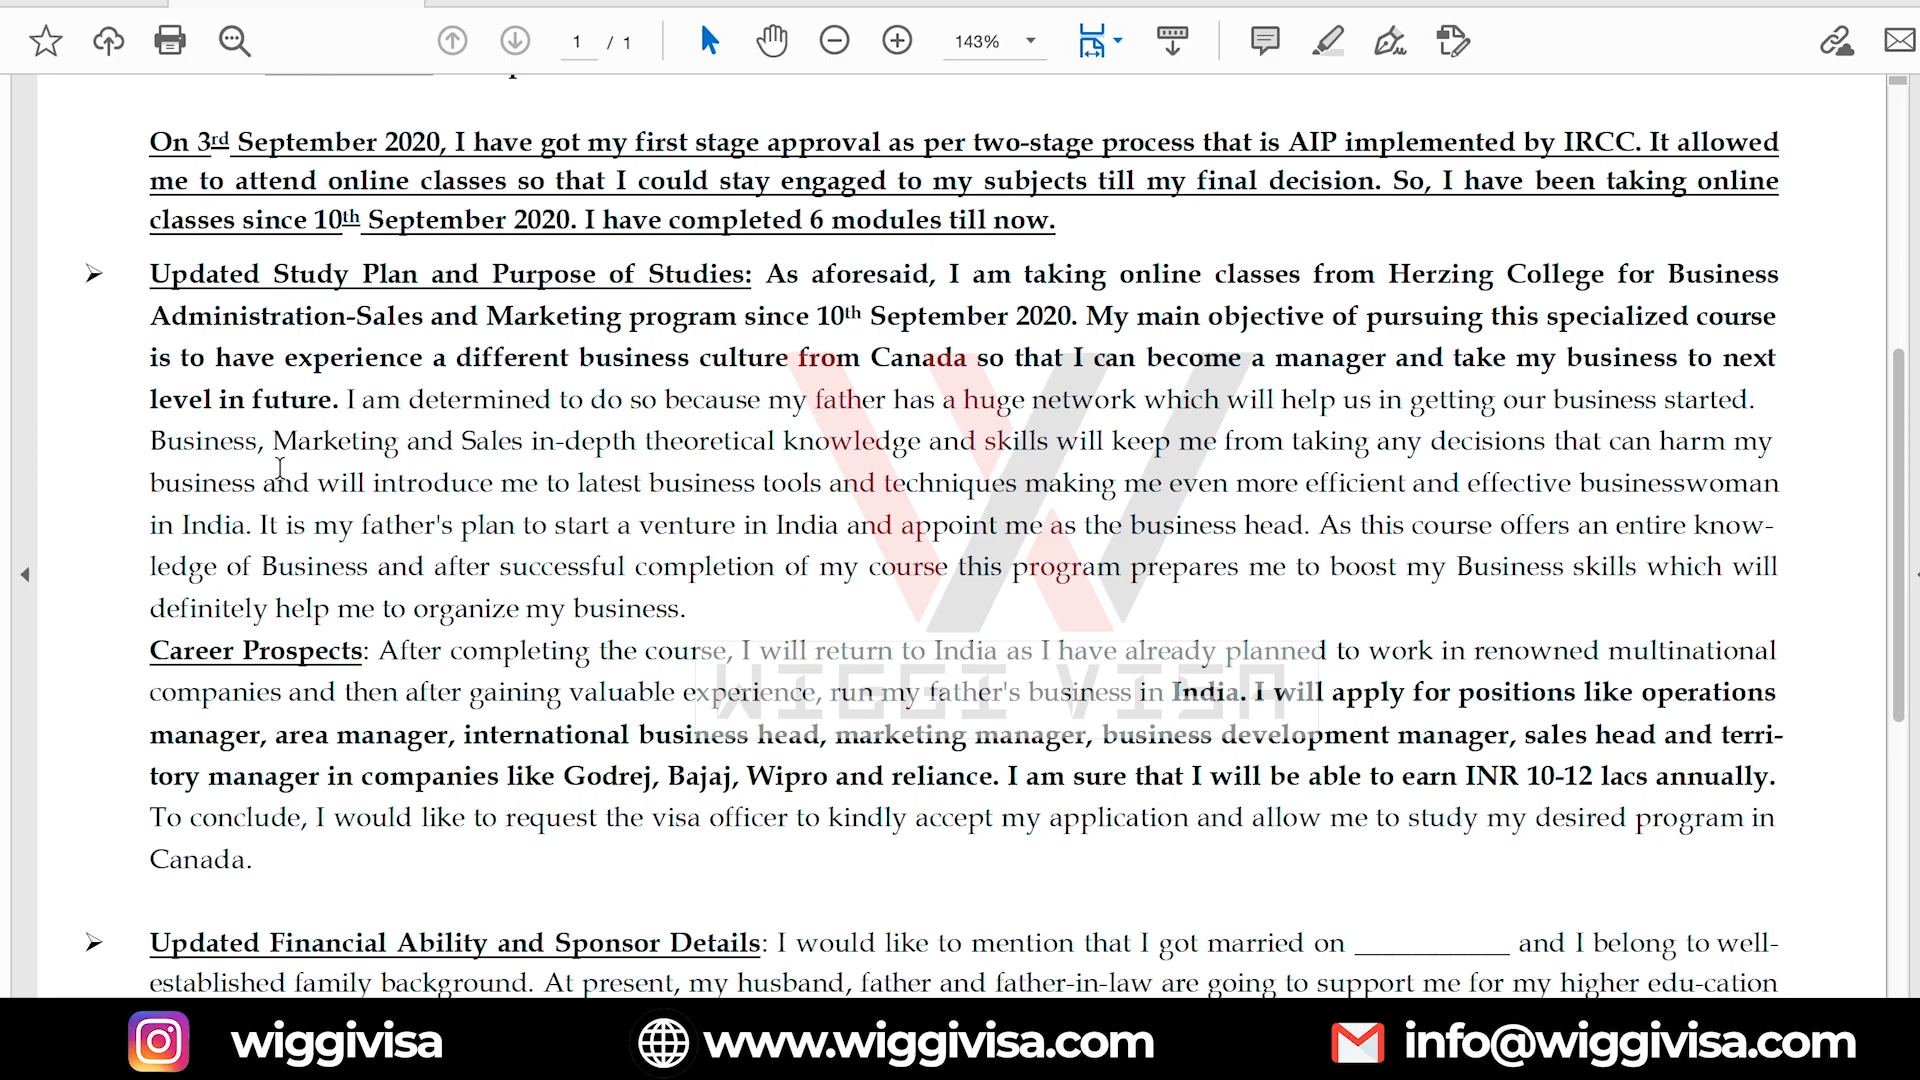 1 / 1 143%
On 3rd September 2020, I have got my first stage approval as per two-stage process that is AIP implemented by IRCC. It allowed
me to attend online classes so that I could stay engaged to my subjects till my final decision. So, I have been taking online
classes since 10th September 2020. I have completed 6 modules till now.
➢ Updated Study Plan and Purpose of Studies: As aforesaid, I am taking online classes from Herzing College for Business
Administration-Sales and Marketing program since 10th September 2020. My main objective of pursuing this specialized course
is to have experience a different business culture from Canada so that I can become a manager and take my business to next
level in future. I am determined to do so because my father has a huge network which will help us in getting our business started.
Business, Marketing and Sales in-depth theoretical knowledge and skills will keep me from taking any decisions that can harm my
business and will introduce me to latest business tools and techniques making me even more efficient and effective businesswoman
in India. It is my father's plan to start a venture in India and appoint me as the business head. As this course offers an entire know-
ledge of Business and after successful completion of my course this program prepares me to boost my Business skills which will
definitely help me to organize my business.
Career Prospects: After completing the course, I will return to India as I have already planned to work in renowned multinational
companies and then after gaining valuable experience, run my father's business in India. I will apply for positions like operations
WIGGI VISA
manager, area manager, international business head, marketing manager, business development manager, sales head and terri-
tory manager in companies like Godrej, Bajaj, Wipro and reliance. I am sure that I will be able to earn INR 10-12 lacs annually.
To conclude, I would like to request the visa officer to kindly accept my application and allow me to study my desired program in
Canada.
➢ Updated Financial Ability and Sponsor Details: I would like to mention that I got married on ____________ and I belong to well-
established family background. At present, my husband, father and father-in-law are going to support me for my higher edu-cation
wiggivisa www.wiggivisa.com info@wiggivisa.com